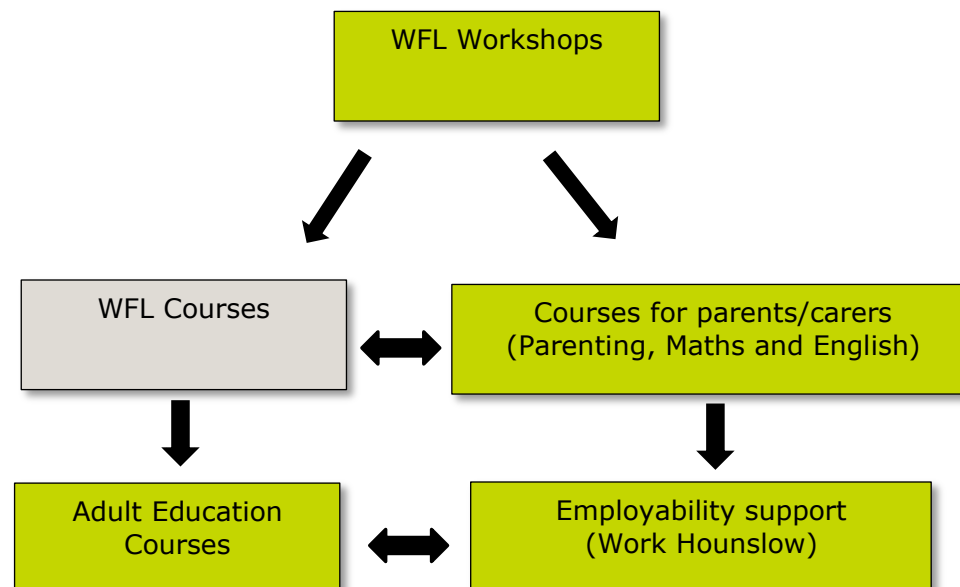 WFL Workshops
WFL Courses
Courses for parents/carers
(Parenting, Maths and English)
Adult Education
Courses
Employability support
(Work Hounslow)